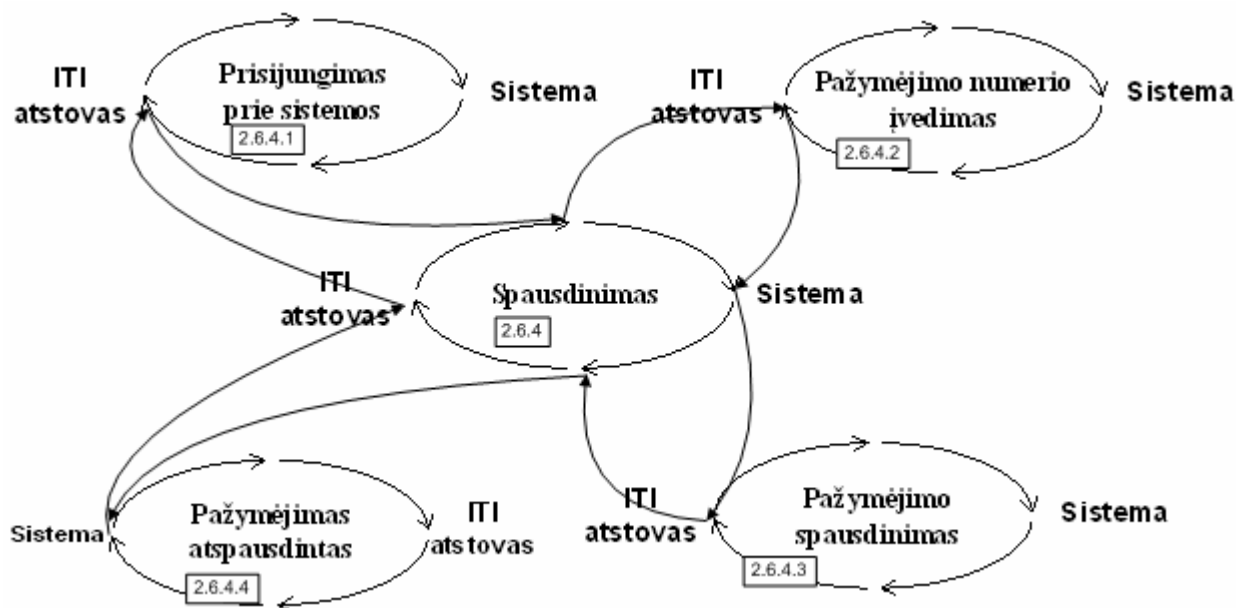 ITI
atstovas
Prisijungimas
prie sistemos
2.6.4.1
Sistema
ITI
atstovas
Pažymėjimo numerio
įvedimas
2.6.4.2
Sistema
ITI
atstovas
Spausdinimas
2.6.4
Sistema
Sistema
Pažymėjimas
atspausdintas
2.6.4.4
ITI
atstovas
ITI
atstovas
Pažymėjimo
spausdinimas
2.6.4.3
Sistema